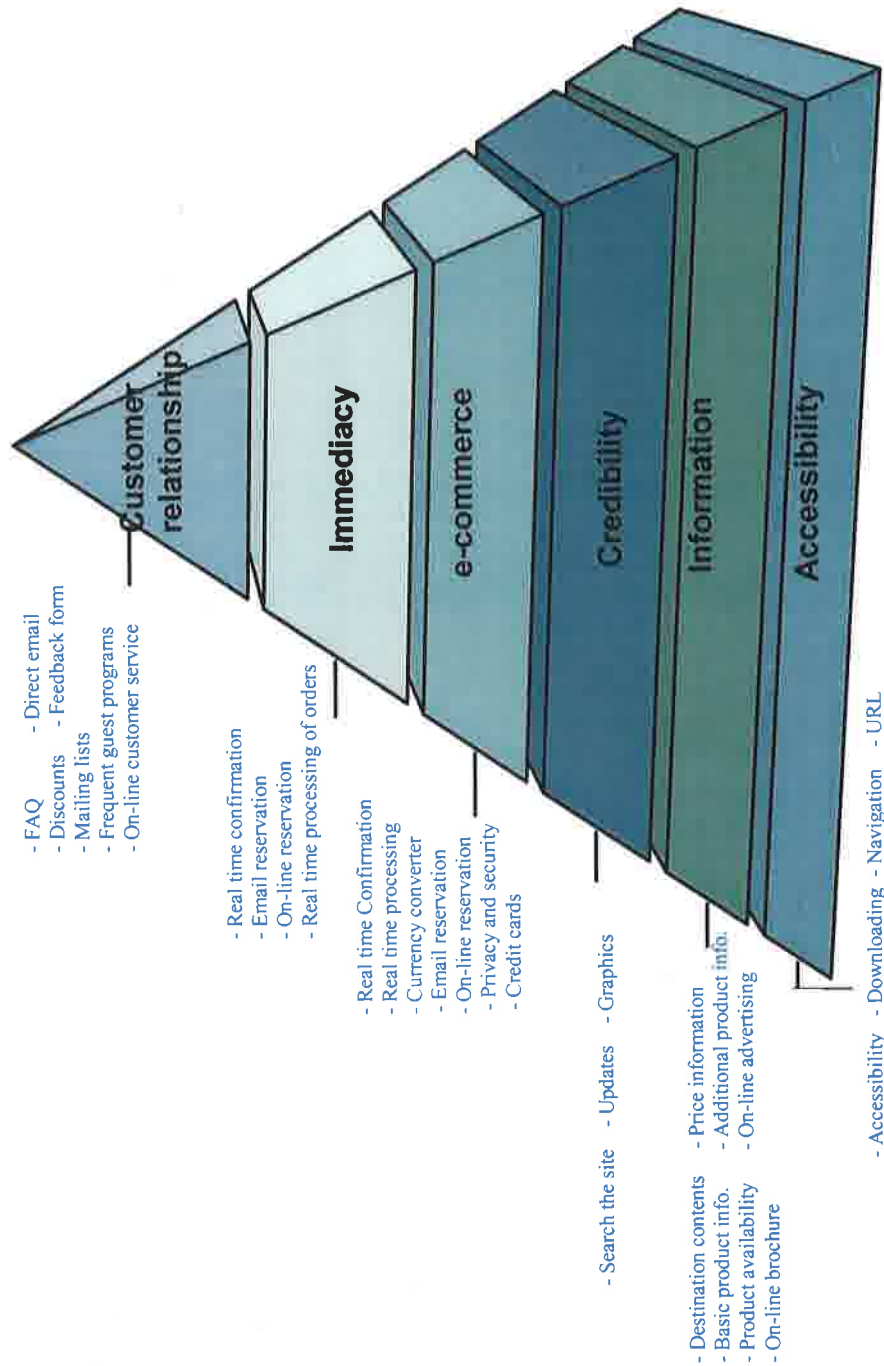 - FAQ - Direct email
- Discounts - Feedback form
- Mailing lists
- Frequent guest programs
- On-line customer service
Customer
relationship
- Real time confirmation
- Email reservation
- On-line reservation
- Real time processing of orders
Immediacy
- Real time Confirmation
- Real time processing
- Currency converter
- Email reservation
- On-line reservation
- Privacy and security
- Credit cards
e-commerce
- Search the site - Updates - Graphics
Credibility
- Destination contents - Price information
- Basic product info. - Additional product info.
- Product availability - On-line advertising
- On-line brochure
Information
Accessibility
- Accessibility - Downloading - Navigation - URL